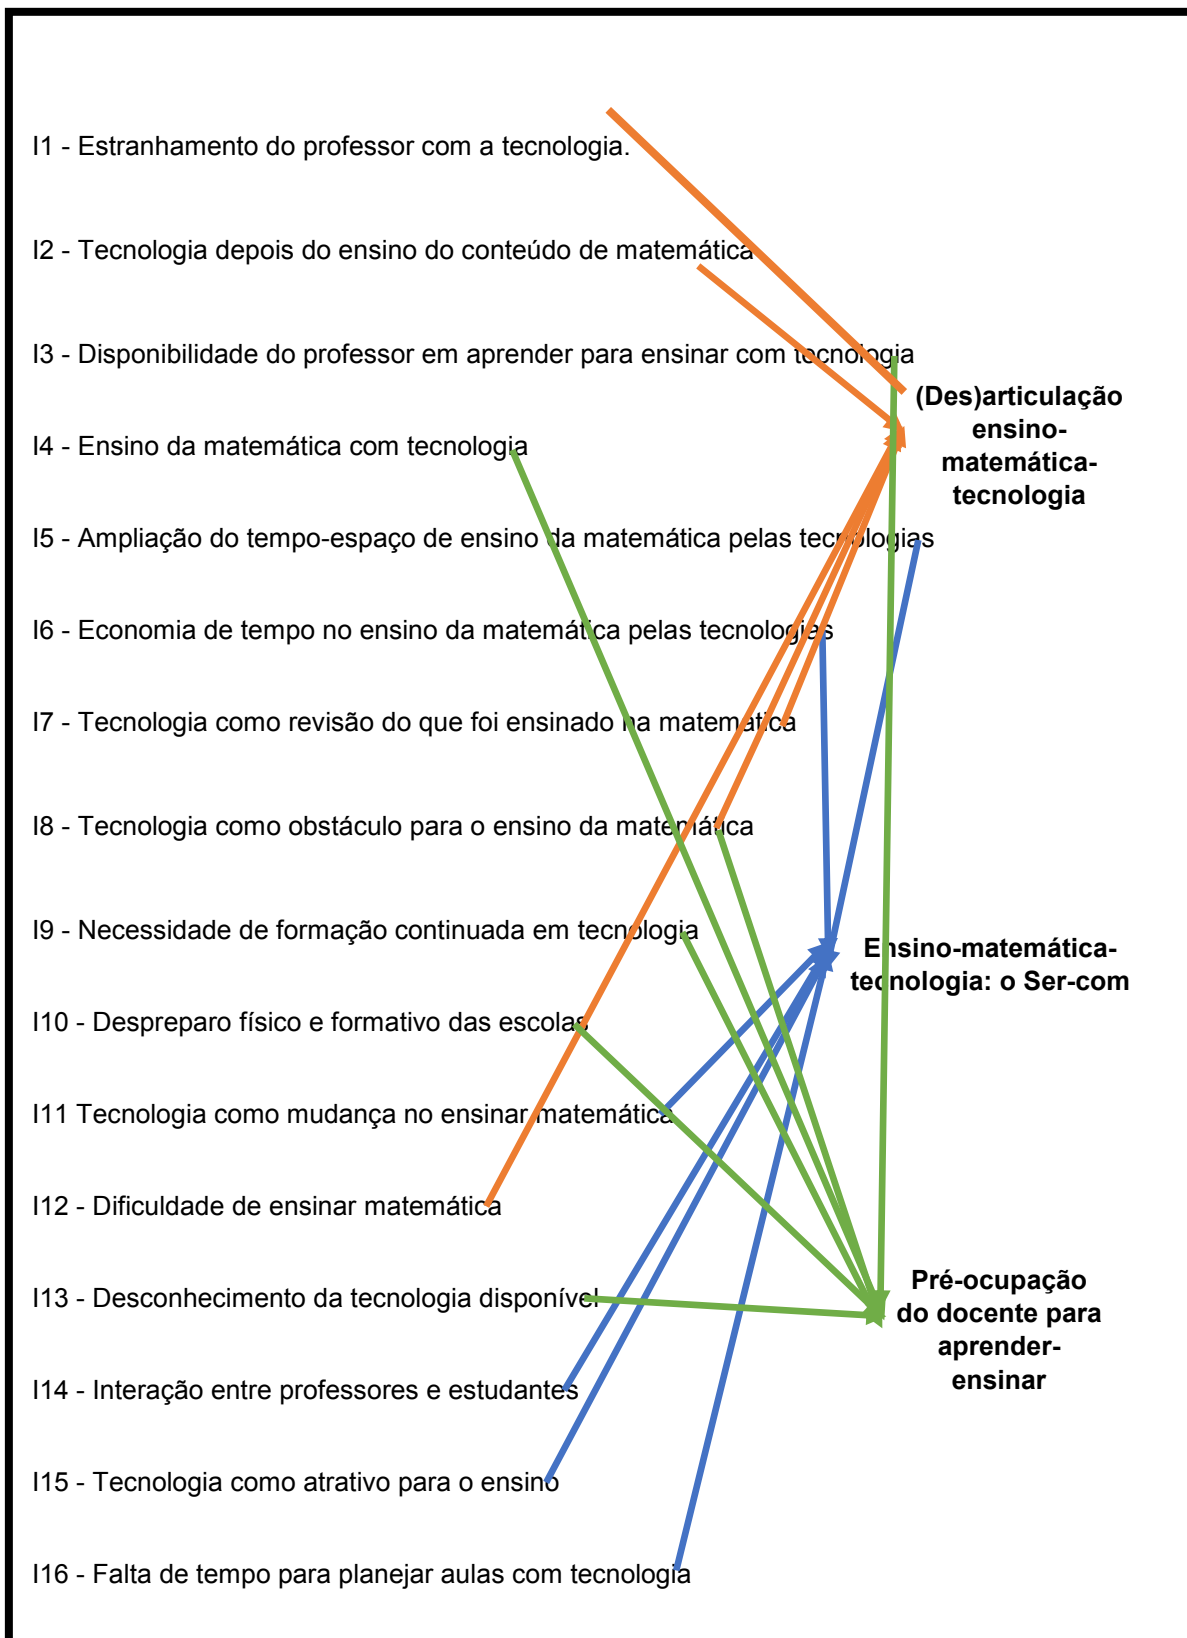 I1 - Estranhamento do professor com a tecnologia.
I2 - Tecnologia depois do ensino do conteúdo de matemática
I3 - Disponibilidade do professor em aprender para ensinar com tecnologia
(Des)articulação
ensino-
matemática-
tecnologia
I4 - Ensino da matemática com tecnologia
I5 - Ampliação do tempo-espaço de ensino da matemática pelas tecnologias
I6 - Economia de tempo no ensino da matemática pelas tecnologias
I7 - Tecnologia como revisão do que foi ensinado na matemática
I8 - Tecnologia como obstáculo para o ensino da matemática
I9 - Necessidade de formação continuada em tecnologia
Ensino-matemática-
tecnologia: o Ser-com
I10 - Despreparo físico e formativo das escolas
I11 Tecnologia como mudança no ensinar matemática
I12 - Dificuldade de ensinar matemática
I13 - Desconhecimento da tecnologia disponível
Pré-ocupação
do docente para
aprender-
ensinar
I14 - Interação entre professores e estudantes
I15 - Tecnologia como atrativo para o ensino
I16 - Falta de tempo para planejar aulas com tecnologia